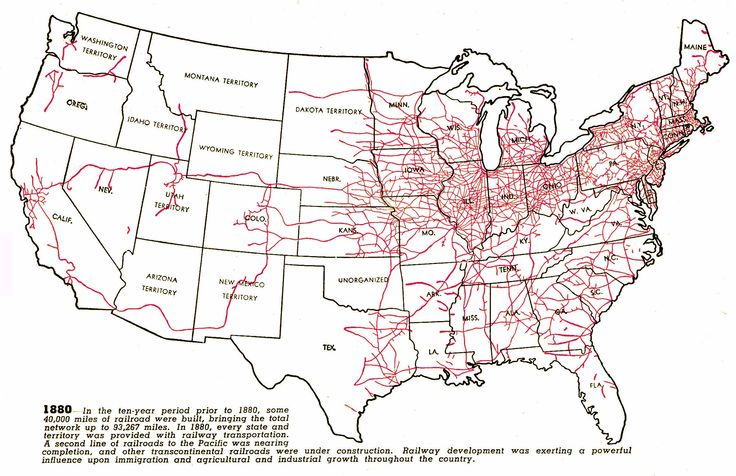 WASHINGTON
TERRITORY
MAINE
MONTANA TERRITORY
OREG.
DAKOTA TERRITORY
MINN.
VT.
N.H.
IDAHO TERRITORY
WIS.
MICH.
N.Y.
MASS.
CONN.
WYOMING TERRITORY
NEBR.
IOWA
PA.
NEV.
UTAH
TERRITORY
COLO.
ILL.
IND.
OHIO
CALIF.
KANS.
MO.
W. VA.
VA.
KY.
ARIZONA
TERRITORY
NEW MEXICO
TERRITORY
UNORGANIZED
TENN.
N.C.
ARK.
S.C.
MISS.
ALA.
GA.
TEX.
LA.
FLA.
1880 — In the ten-year period prior to 1880, some
40,000 miles of railroad were built, bringing the total
network up to 93,267 miles. In 1880, every state and
territory was provided with railway transportation.
A second line of railroads to the Pacific was nearing
completion, and other transcontinental railroads were under construction. Railway development was exerting a powerful
influence upon immigration and agricultural and industrial growth throughout the country.